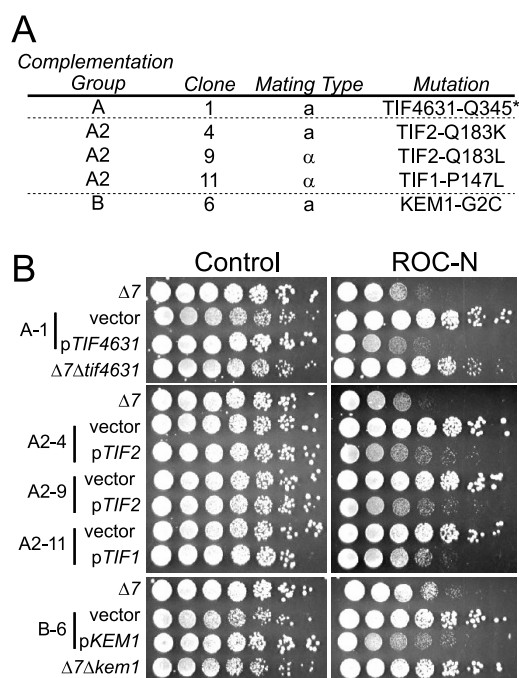 A
Complementation
Group Clone Mating Type Mutation
A 1 a TIF4631-Q345*
A2 4 a TIF2-Q183K
A2 9 α TIF2-Q183L
A2 11 α TIF1-P147L
B 6 a KEM1-G2C
B
Control ROC-N
Δ7
A-1 vector
pTIF4631
Δ7Δtif4631
Δ7
A2-4 vector
pTIF2
A2-9 vector
pTIF2
A2-11 vector
pTIF1
Δ7
B-6 vector
pKEM1
Δ7Δkem1